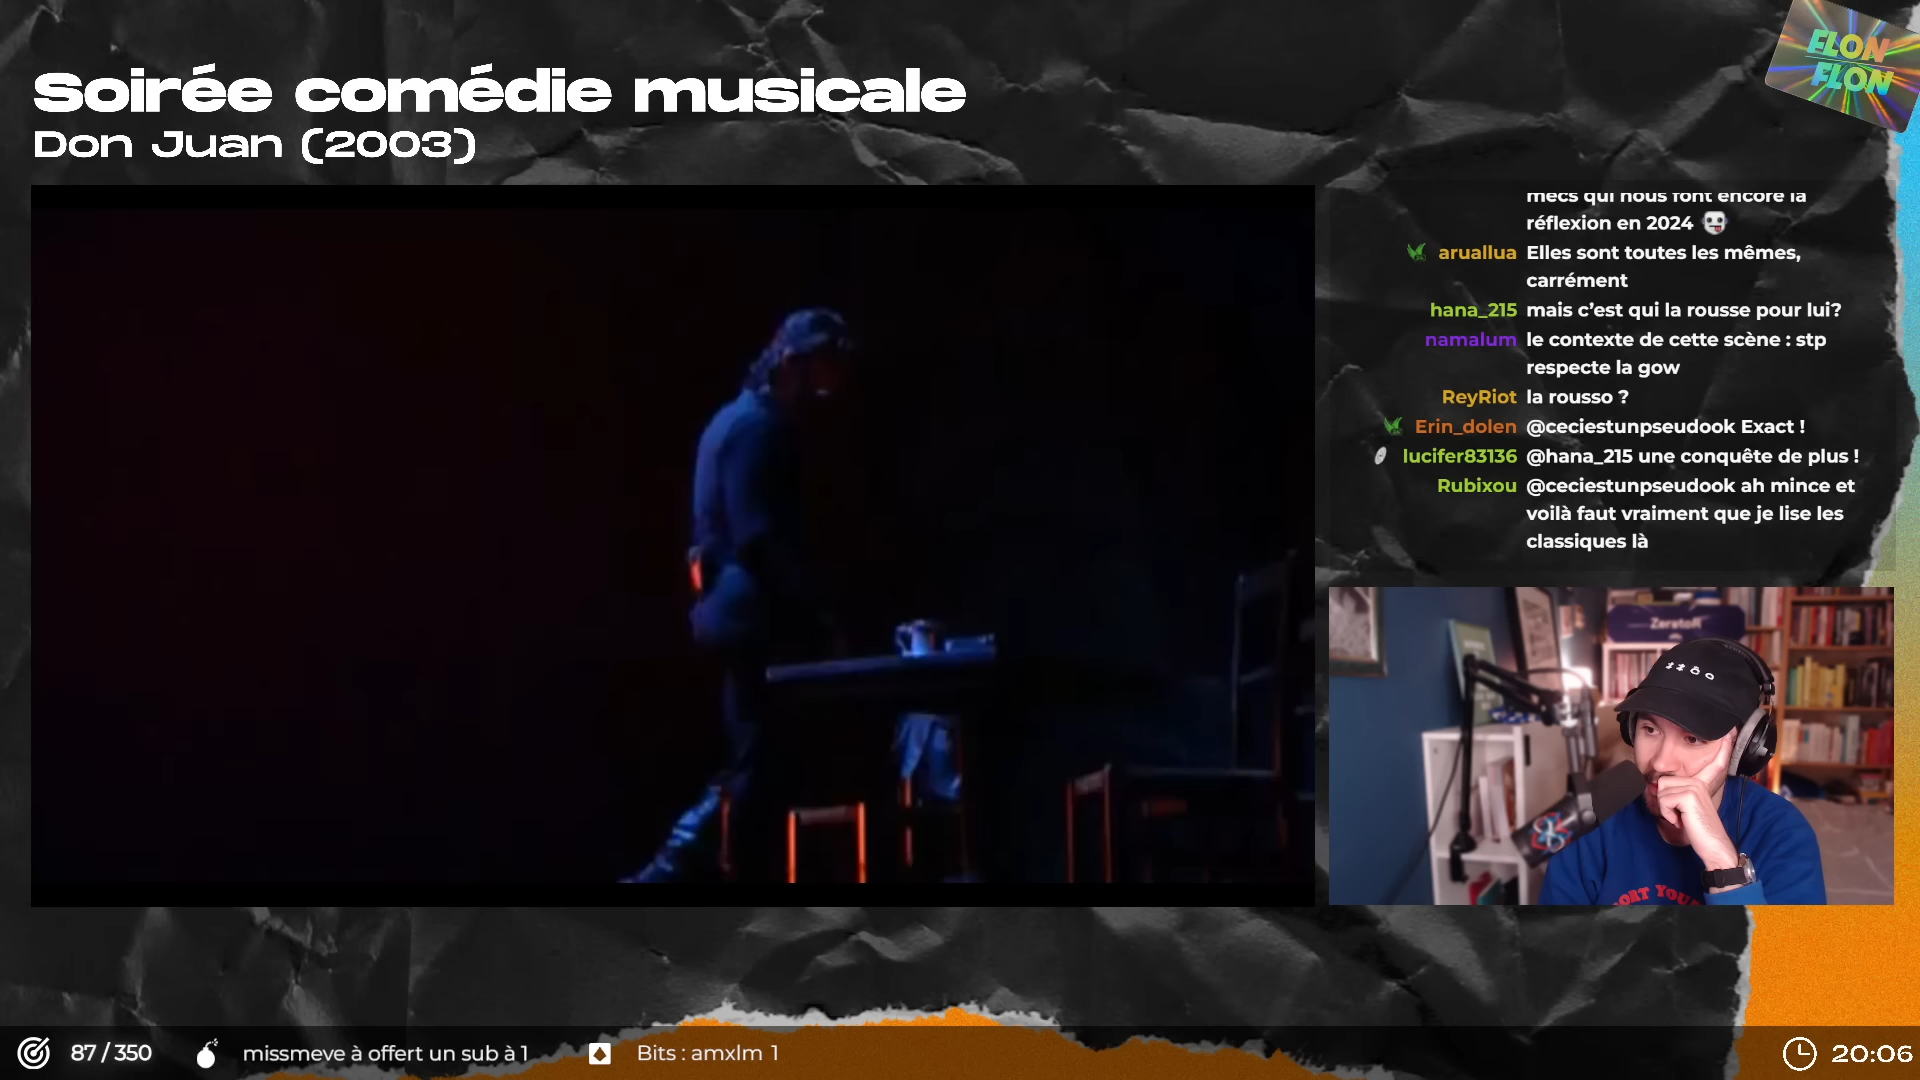 Soirée comédie musicale
Don Juan (2003)
FLON
FLON
mecs qui nous font encore la
réflexion en 2024
aruallua Elles sont toutes les mêmes,
carrément
hana_215 mais c’est qui la rousse pour lui?
namalum le contexte de cette scène : stp
respecte la gow
ReyRiot la rousso ?
Erin_dolen @ceciestunpseudook Exact !
lucifer83136 @hana_215 une conquête de plus !
Rubixou @ceciestunpseudook ah mince et
voilà faut vraiment que je lise les
classiques là
ZeratoR
87 / 350
missmeve à offert un sub à 1
Bits : amxlm 1
20:06